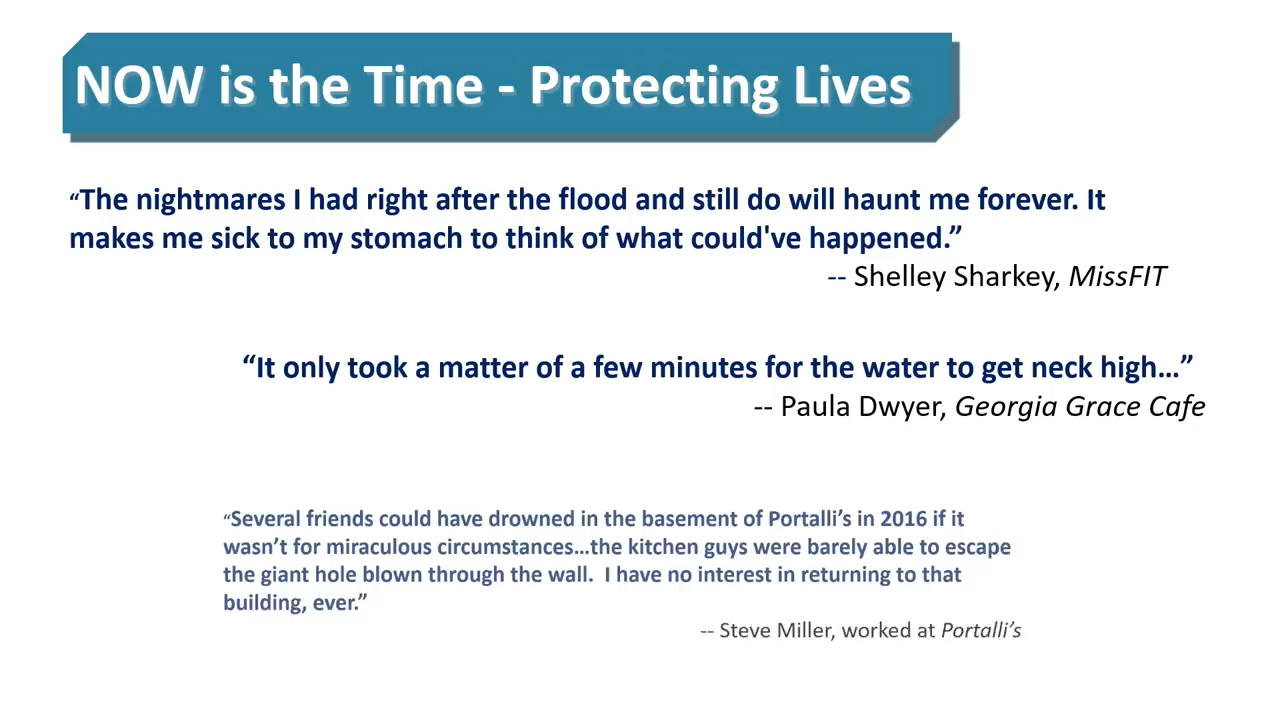 NOW is the Time - Protecting Lives
“The nightmares I had right after the flood and still do will haunt me forever. It
makes me sick to my stomach to think of what could've happened.”
-- Shelley Sharkey, MissFIT
“It only took a matter of a few minutes for the water to get neck high…”
-- Paula Dwyer, Georgia Grace Cafe
“Several friends could have drowned in the basement of Portalli’s in 2016 if it
wasn’t for miraculous circumstances…the kitchen guys were barely able to escape
the giant hole blown through the wall.  I have no interest in returning to that
building, ever.”
-- Steve Miller, worked at Portalli’s